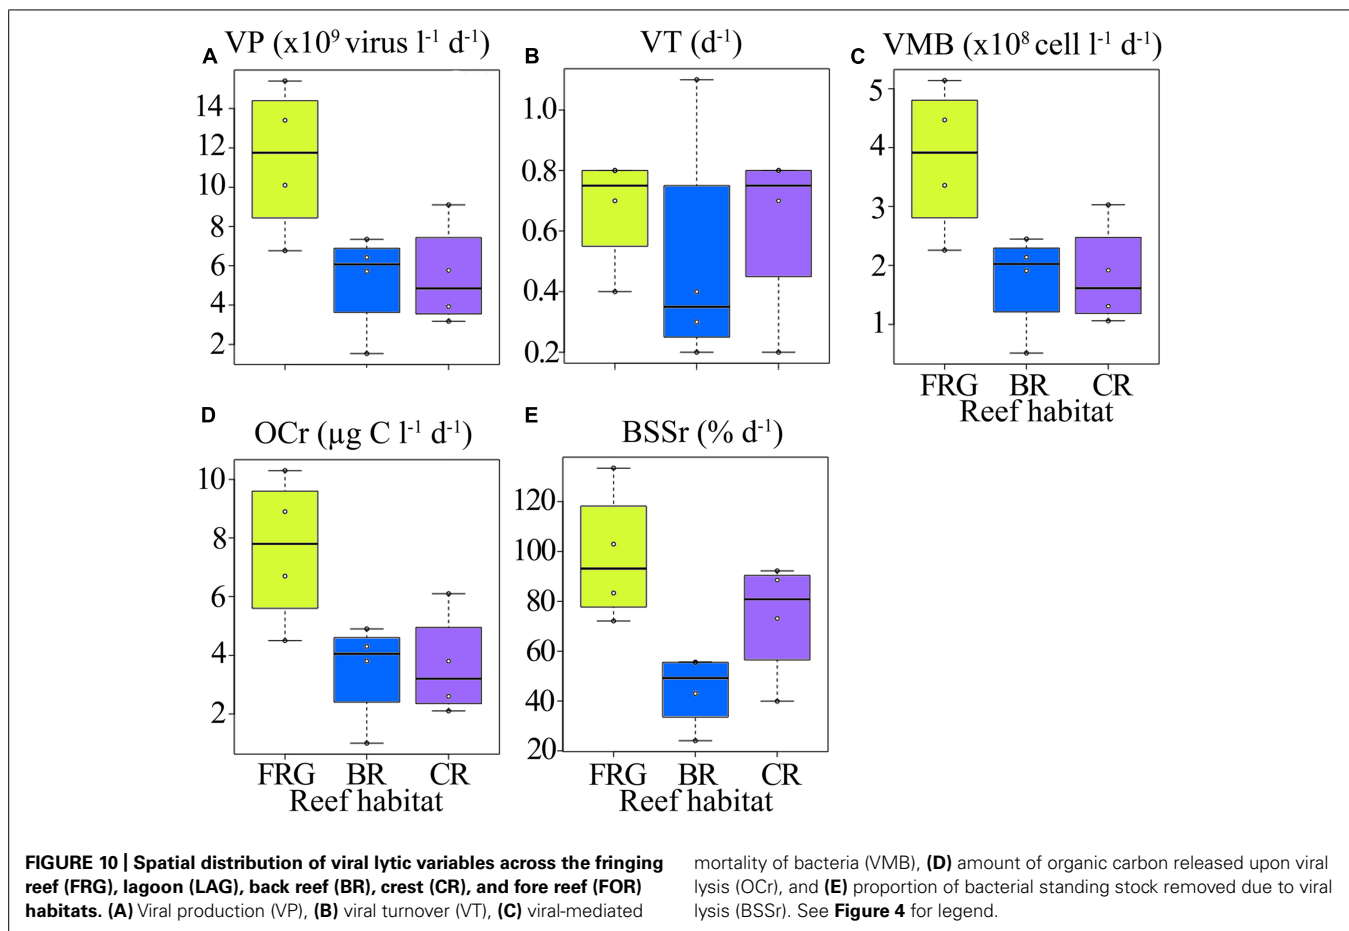 A
VP (x10⁹ virus l⁻¹ d⁻¹)
14
12
10
8
6
4
2
B
VT (d⁻¹)
1.0
0.8
0.6
0.4
0.2
C
VMB (x10⁸ cell l⁻¹ d⁻¹)
5
4
3
2
1
FRG BR CR
Reef habitat
D
OCr (µg C l⁻¹ d⁻¹)
10
8
6
4
2
FRG BR CR
Reef habitat
E
BSSr (% d⁻¹)
120
100
80
60
40
20
FRG BR CR
Reef habitat
FIGURE 10 | Spatial distribution of viral lytic variables across the fringing
reef (FRG), lagoon (LAG), back reef (BR), crest (CR), and fore reef (FOR)
habitats. (A) Viral production (VP), (B) viral turnover (VT), (C) viral-mediated
mortality of bacteria (VMB), (D) amount of organic carbon released upon viral
lysis (OCr), and (E) proportion of bacterial standing stock removed due to viral
lysis (BSSr). See Figure 4 for legend.